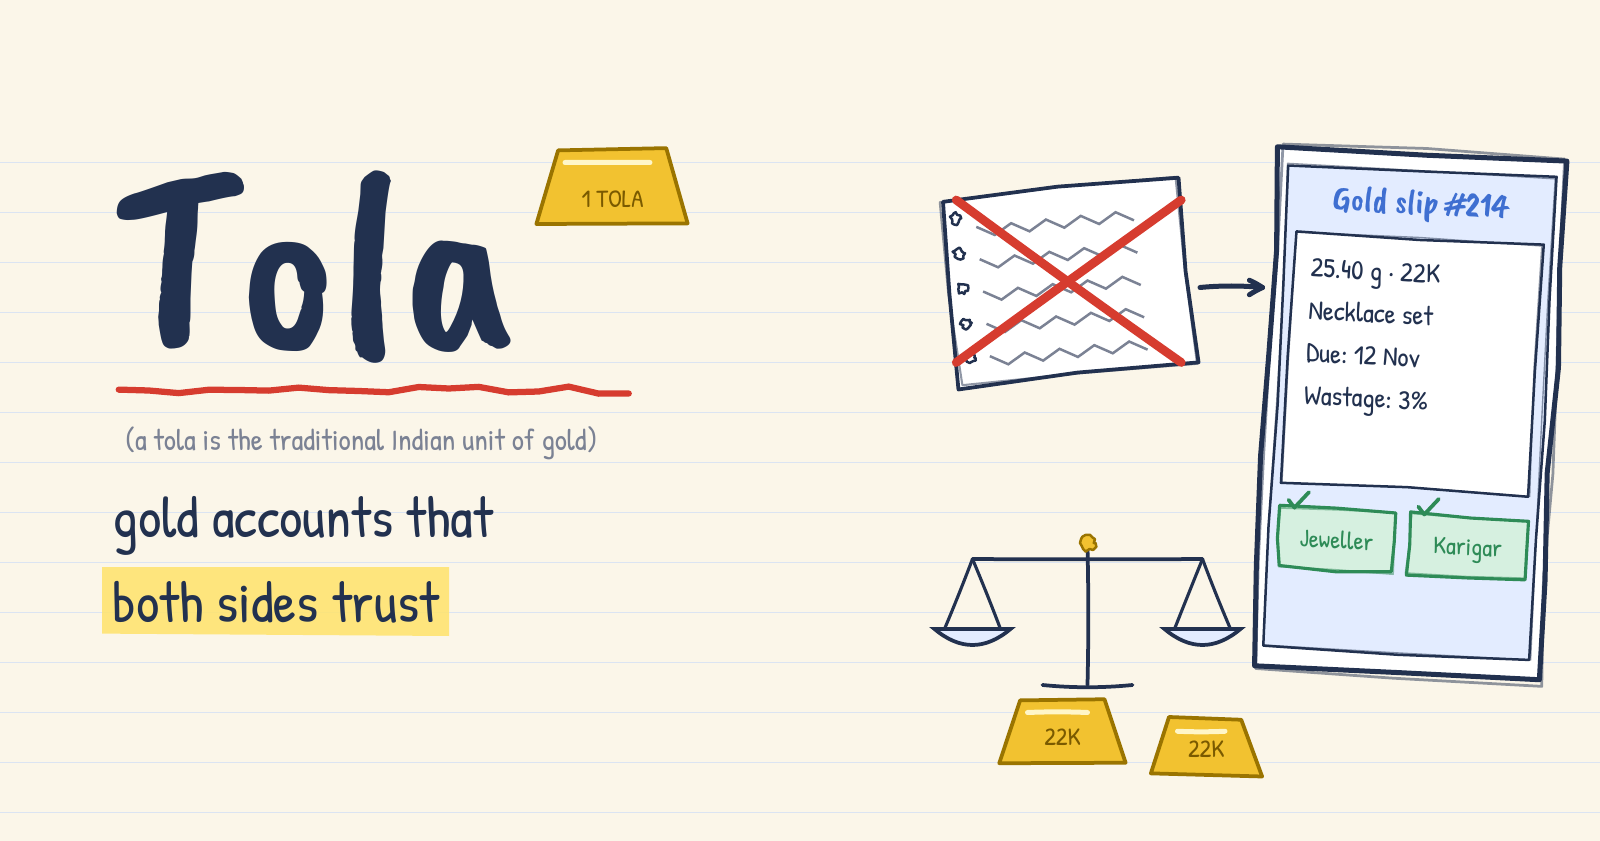 Tola
1 TOLA
(a tola is the traditional Indian unit of gold)
gold accounts that
both sides trust
Gold slip #214
25.40 g · 22K
Necklace set
Due: 12 Nov
Wastage: 3%
Jeweller
Karigar
22K
22K